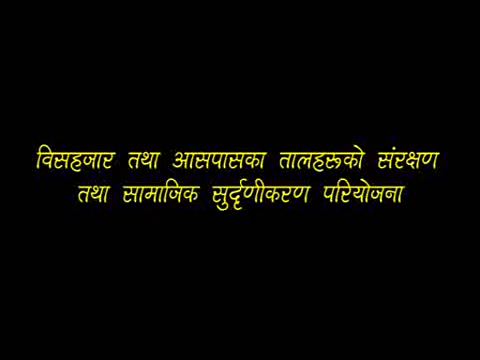 विसहजार तथा आसपासका तालहरूको संरक्षण
तथा सामाजिक सुर्दृणीकरण परियोजना